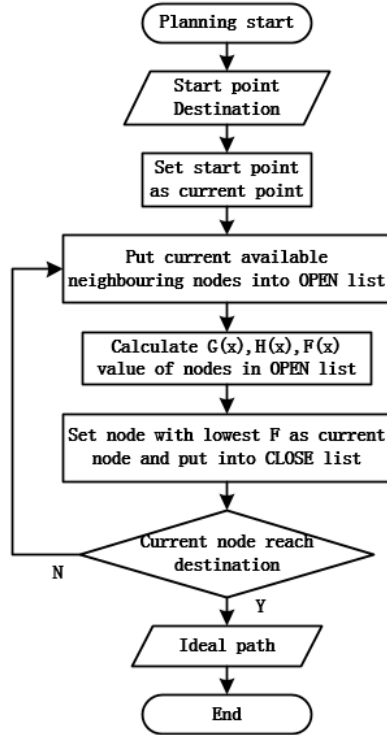 Planning start
Start point
Destination
Set start point
as current point
Put current available
neighbouring nodes into OPEN list
Calculate G(x),H(x),F(x)
value of nodes in OPEN list
Set node with lowest F as current
node and put into CLOSE list
Current node reach
destination
N
Y
Ideal path
End